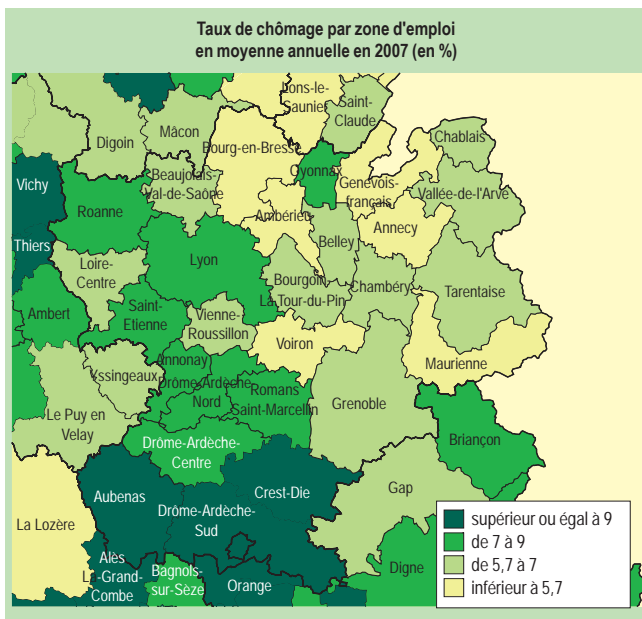 Taux de chômage par zone d'emploi
en moyenne annuelle en 2007 (en %)
Lons-le-
Saunier
Saint-
Claude
Digoin
Mâcon
Bourg-en-Bresse
Chablais
Vichy
Beaujolais-
Val-de-Saône
Oyonnax
Genevois-
français
Vallée-de-l'Arve
Roanne
Ambérieu
Annecy
Thiers
Belley
Loire-
Centre
Lyon
Bourgoin
La Tour-du-Pin
Chambéry
Tarentaise
Ambert
Saint-
Etienne
Vienne-
Roussillon
Voiron
Maurienne
Yssingeaux
Annonay
Drôme-Ardèche
Nord
Romans
Saint-Marcellin
Grenoble
Le Puy en
Velay
Drôme-Ardèche-
Centre
Briançon
Aubenas
Crest-Die
Gap
Drôme-Ardèche-
Sud
La Lozère
Alès
La-Grand-
Combe
Bagnols-
sur-Sèze
Orange
Digne
supérieur ou égal à 9
de 7 à 9
de 5,7 à 7
inférieur à 5,7